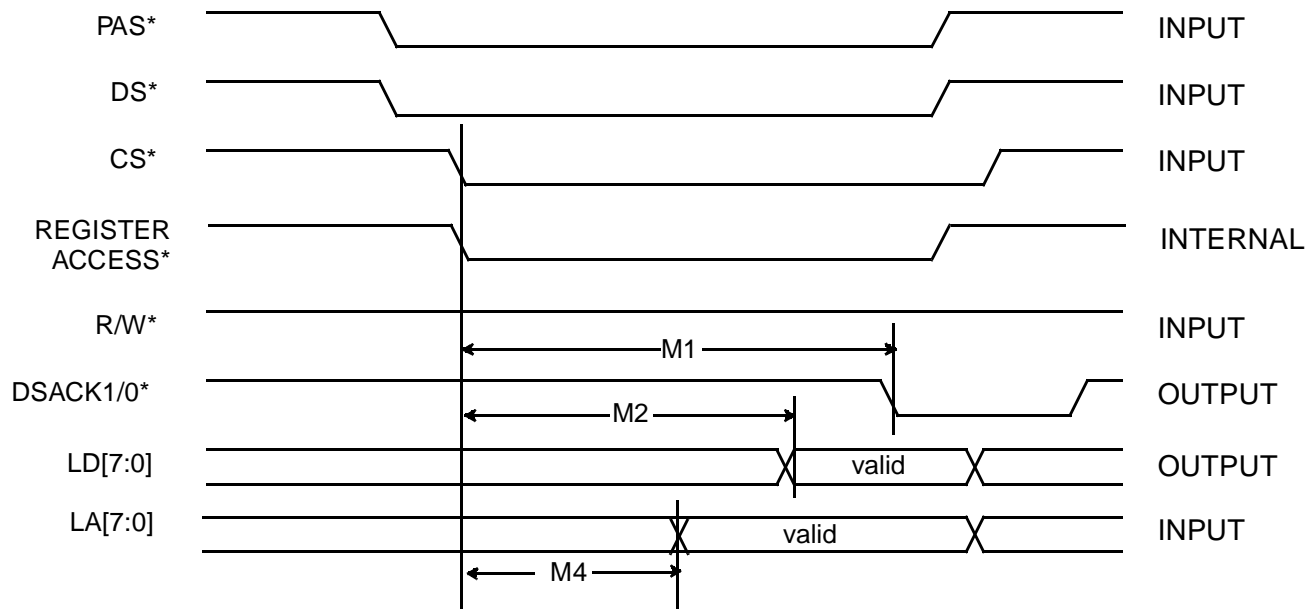 PAS* INPUT
DS* INPUT
CS* INPUT
REGISTER
ACCESS* INTERNAL
R/W* INPUT
M1
DSACK1/0* OUTPUT
M2
LD[7:0] valid OUTPUT
LA[7:0] valid INPUT
M4